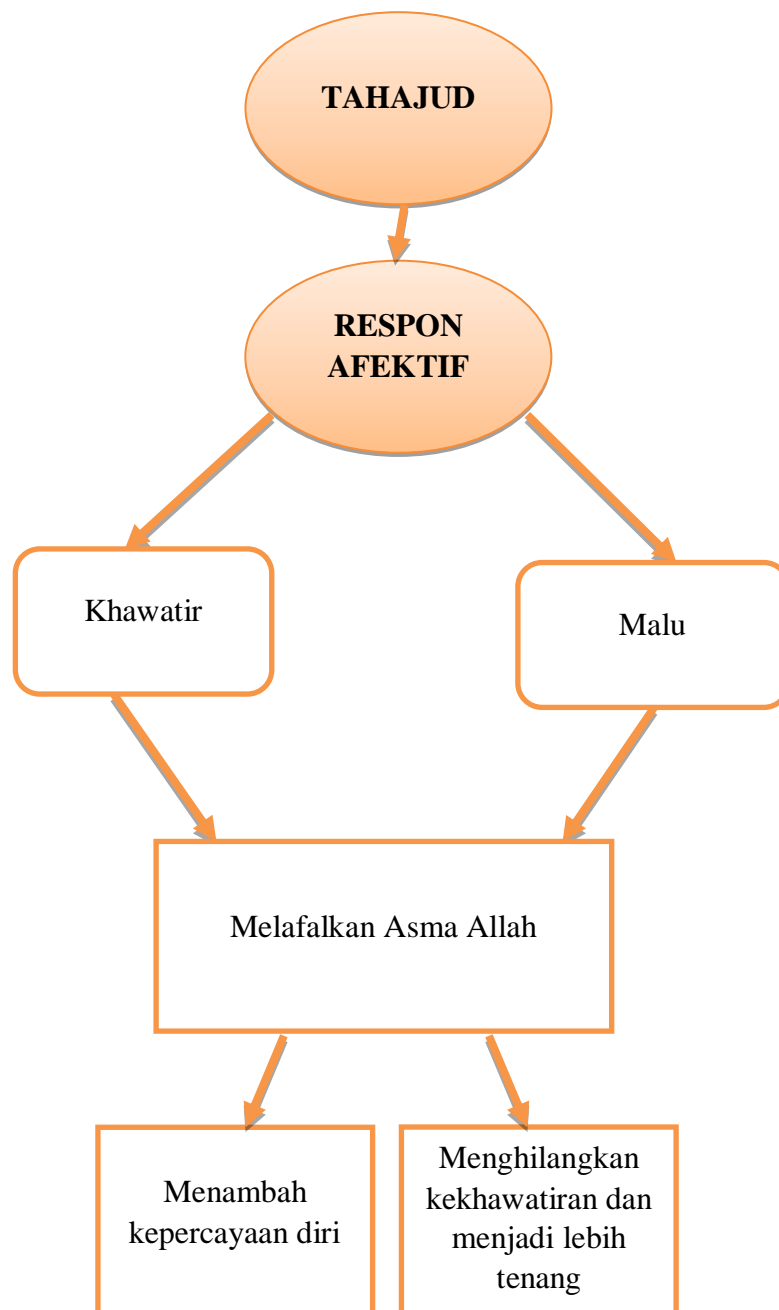 TAHAJUD
RESPON
AFEKTIF
Khawatir
Malu
Melafalkan Asma Allah
Menambah
kepercayaan diri
Menghilangkan
kekhawatiran dan
menjadi lebih
tenang